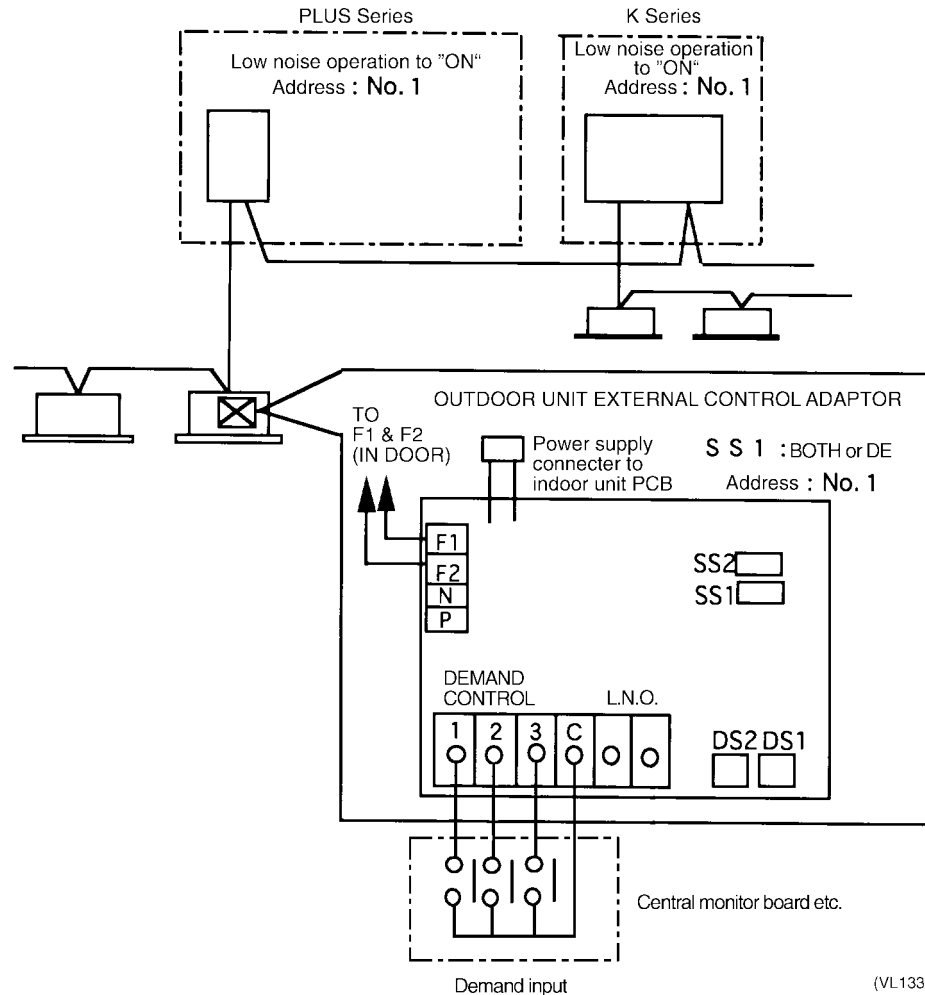 PLUS Series
K Series
Low noise operation to ”ON“
Address : No. 1
Low noise operation
to ”ON“
Address : No. 1
OUTDOOR UNIT EXTERNAL CONTROL ADAPTOR
TO
F1 & F2
(IN DOOR)
Power supply
connecter to
indoor unit PCB
S S 1 : BOTH or DE
Address : No. 1
F1
F2
N
P
SS2
SS1
DEMAND
CONTROL
L.N.O.
1 2 3 C
DS2 DS1
Central monitor board etc.
Demand input
(VL133